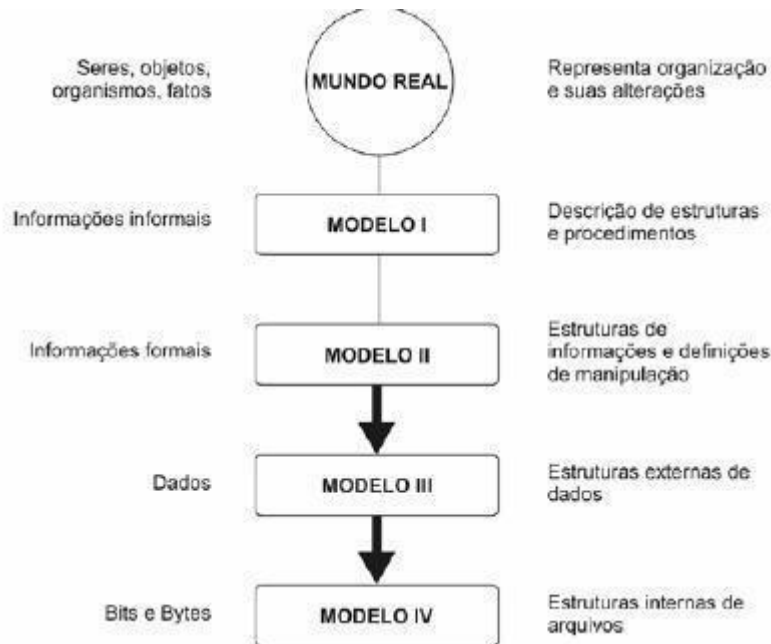 Seres, objetos,
organismos, fatos
MUNDO REAL
Representa organização
e suas alterações
Informações informais
MODELO I
Descrição de estruturas
e procedimentos
Informações formais
MODELO II
Estruturas de
informações e definições
de manipulação
Dados
MODELO III
Estruturas externas de
dados
Bits e Bytes
MODELO IV
Estruturas internas de
arquivos